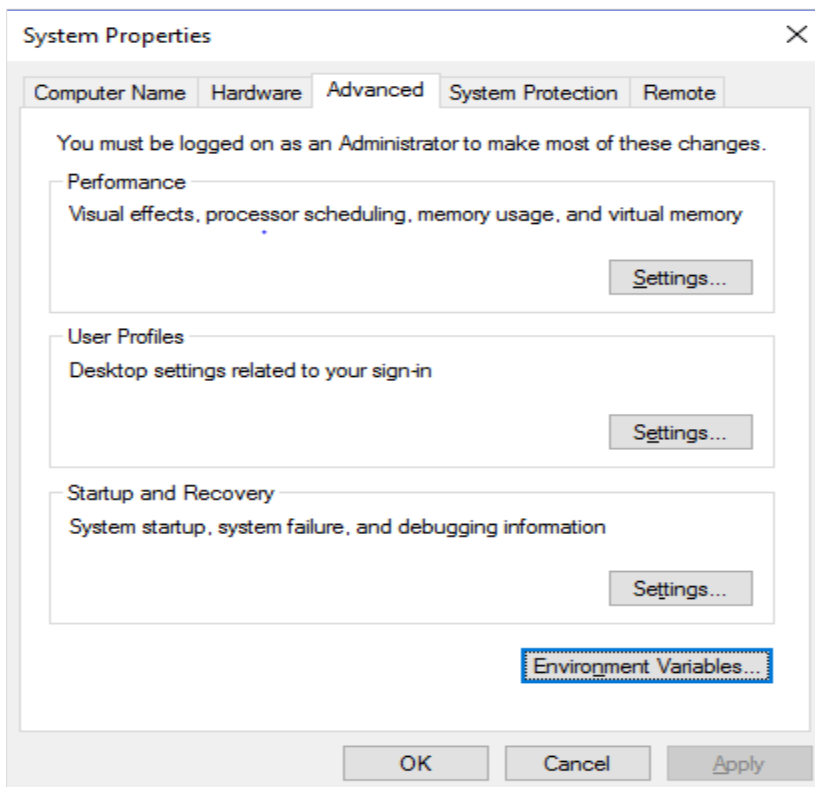 System Properties
Computer Name Hardware Advanced System Protection Remote
You must be logged on as an Administrator to make most of these changes.
Performance
Visual effects, processor scheduling, memory usage, and virtual memory
Settings...
User Profiles
Desktop settings related to your sign-in
Settings...
Startup and Recovery
System startup, system failure, and debugging information
Settings...
Environment Variables...
OK Cancel Apply